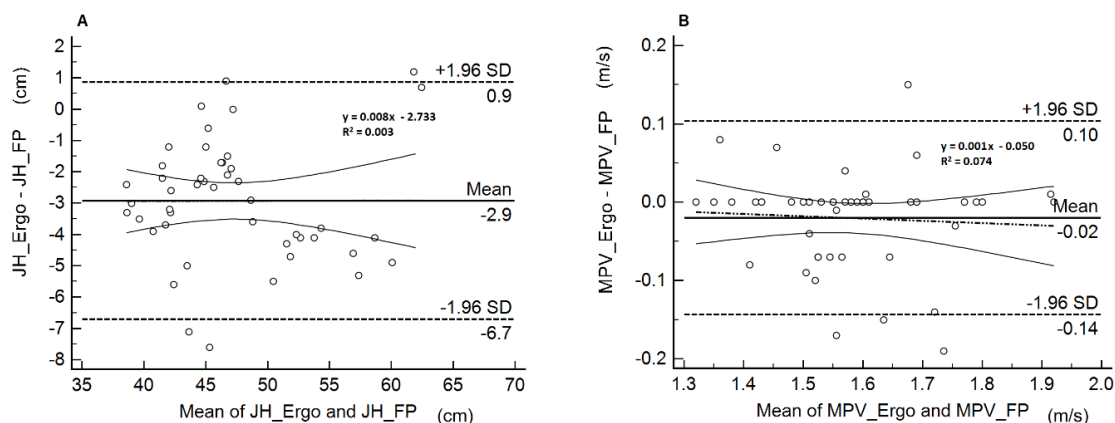 A
JH_Ergo - JH_FP (cm)
2
1
0
-1
-2
-3
-4
-5
-6
-7
-8
+1.96 SD
0.9
y = 0.008x - 2.733
R² = 0.003
Mean
-2.9
-1.96 SD
-6.7
35 40 45 50 55 60 65 70
Mean of JH_Ergo and JH_FP (cm)
B
MPV_Ergo - MPV_FP (m/s)
0.2
0.1
0.0
-0.1
-0.2
+1.96 SD
0.10
y = 0.001x - 0.050
R² = 0.074
Mean
-0.02
-1.96 SD
-0.14
1.3 1.4 1.5 1.6 1.7 1.8 1.9 2.0
Mean of MPV_Ergo and MPV_FP (m/s)